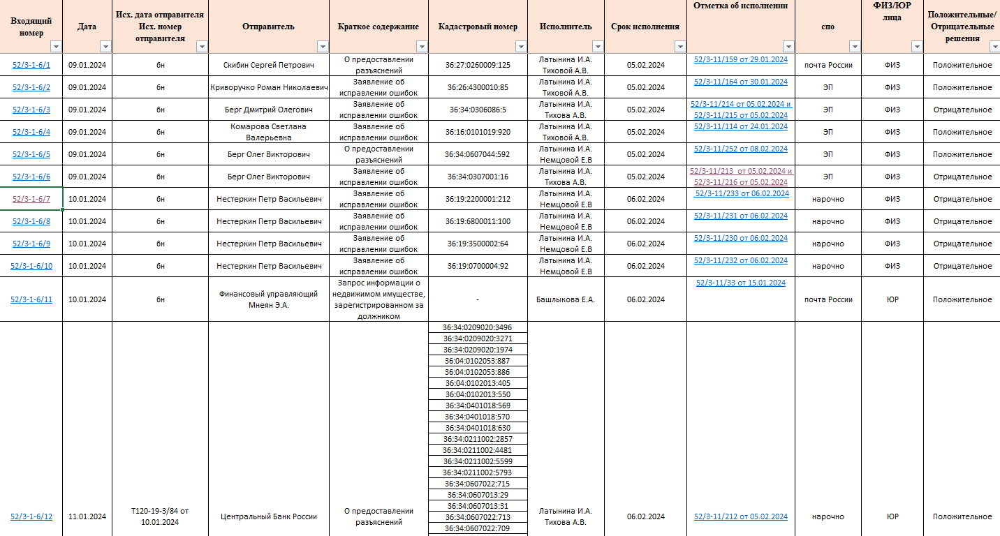 Входящий номер
Дата
Исх. дата отправителя Исх. номер отправителя
Отправитель
Краткое содержание
Кадастровый номер
Исполнитель
Срок исполнения
Отметка об исполнении
спо
ФИЗ/ЮР лица
Положительные/ Отрицательные решения
52/3-1-6/1 09.01.2024 бн Скибин Сергей Петрович О предоставлении разъяснений 36:27:0260009:125 Латынина И.А. Тиховой А.В. 05.02.2024 52/3-11/159 от 29.01.2024 почта России ФИЗ Положительное
52/3-1-6/2 09.01.2024 бн Криворучко Роман Николаевич Заявление об исправлении ошибок 36:26:4300010:85 Латынина И.А. Тиховой А.В. 05.02.2024 52/3-11/164 от 30.01.2024 ЭП ФИЗ Положительное
52/3-1-6/3 09.01.2024 бн Берг Дмитрий Олегович Заявление об исправлении ошибок 36:34:0306086:5 Латынина И.А. Тихова А.В. 05.02.2024 52/3-11/214 от 05.02.2024 и 52/3-11/215 от 05.02.2024 ЭП ФИЗ Отрицательное
52/3-1-6/4 09.01.2024 бн Комарова Светлана Валерьевна Заявление об исправлении ошибок 36:16:0101019:920 Латынина И.А. Тиховой А.В. 05.02.2024 52/3-11/114 от 24.01.2024 ЭП ФИЗ Положительное
52/3-1-6/5 09.01.2024 бн Берг Олег Викторович О предоставлении разъяснений 36:34:0607044:592 Латынина И.А. Немцовой Е.В 05.02.2024 52/3-11/252 от 08.02.2024 ЭП ФИЗ Положительное
52/3-1-6/6 09.01.2024 бн Берг Олег Викторович Заявление об исправлении ошибок 36:34:0307001:16 Латынина И.А. Тихова А.В. 05.02.2024 52/3-11/213 от 05.02.2024 и 52/3-11/216 от 05.02.2024 ЭП ФИЗ Отрицательное
52/3-1-6/7 10.01.2024 бн Нестеркин Петр Васильевич Заявление об исправлении ошибок 36:19:2200001:212 Латынина И.А. Немцовой Е.В 06.02.2024 52/3-11/233 от 06.02.2024 нарочно ФИЗ Отрицательное
52/3-1-6/8 10.01.2024 бн Нестеркин Петр Васильевич Заявление об исправлении ошибок 36:19:6800011:100 Латынина И.А. Немцовой Е.В 06.02.2024 52/3-11/231 от 06.02.2024 нарочно ФИЗ Отрицательное
52/3-1-6/9 10.01.2024 бн Нестеркин Петр Васильевич Заявление об исправлении ошибок 36:19:3500002:64 Латынина И.А. Немцовой Е.В 06.02.2024 52/3-11/230 от 06.02.2024 нарочно ФИЗ Отрицательное
52/3-1-6/10 10.01.2024 бн Нестеркин Петр Васильевич Заявление об исправлении ошибок 36:19:0700004:92 Латынина И.А. Немцовой Е.В 06.02.2024 52/3-11/232 от 06.02.2024 нарочно ФИЗ Отрицательное
52/3-1-6/11 10.01.2024 бн Финансовый управляющий Мнеян Э.А. Запрос информации о недвижимом имуществе, зарегистрированном за должником - Башлыкова Е.А. 06.02.2024 52/3-11/33 от 15.01.2024 почта России ЮР Положительное
36:34:0209020:3496
36:34:0209020:3271
36:34:0209020:1974
36:04:0102053:887
36:04:0102053:886
36:04:0102013:405
36:04:0102013:550
36:34:0401018:569
36:34:0401018:570
36:34:0401018:630
36:34:0211002:2857
36:34:0211002:4481
36:34:0211002:5599
36:34:0211002:5793
36:34:0607022:715
36:34:0607013:29
36:34:0607013:31
36:34:0607022:713
36:34:0607022:709
52/3-1-6/12 11.01.2024 Т120-19-3/84 от 10.01.2024 Центральный Банк России О предоставлении разъяснений Латынина И.А. Тихова А.В. 06.02.2024 52/3-11/212 от 05.02.2024 нарочно ЮР Положительное